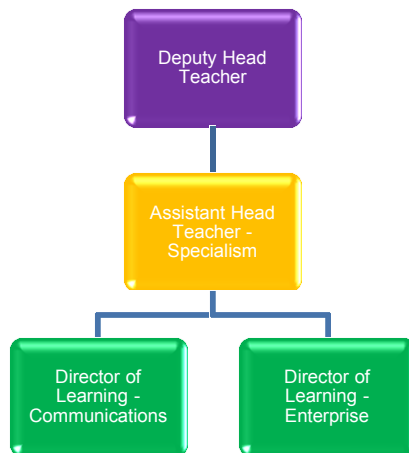 Deputy Head
Teacher
Assistant Head
Teacher -
Specialism
Director of
Learning -
Communications
Director of
Learning -
Enterprise